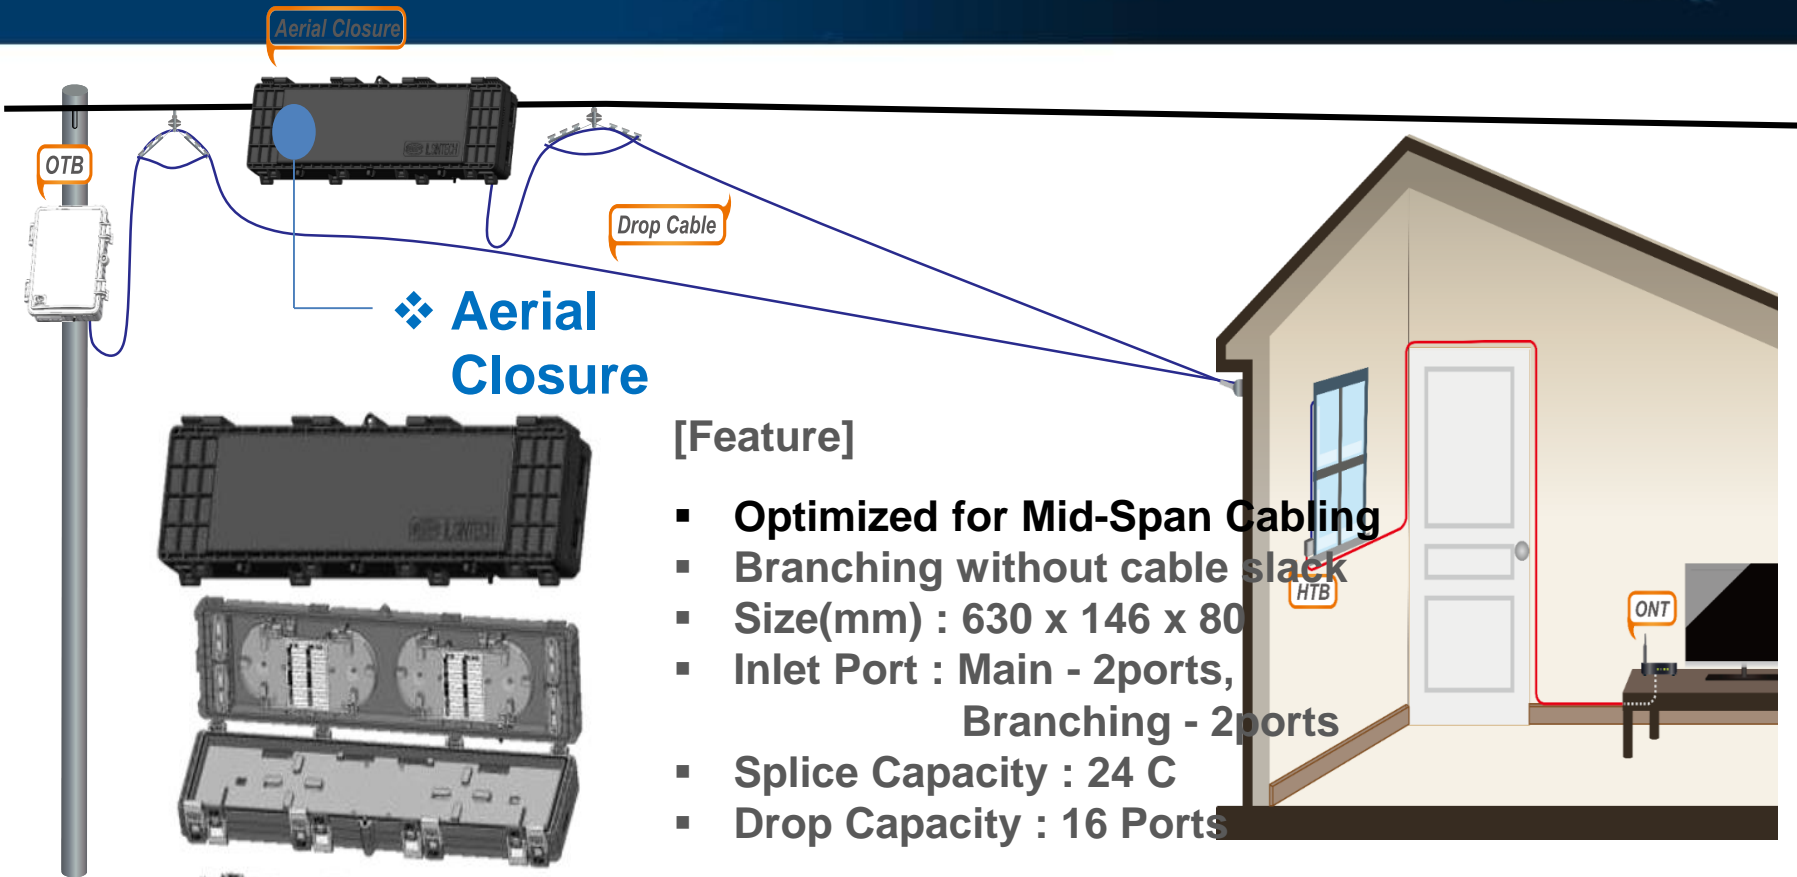 Aerial Closure
OTB
Drop Cable
❖ Aerial
Closure
[Feature]
▪ Optimized for Mid-Span Cabling
▪ Branching without cable slack
HTB
▪ Size(mm) : 630 x 146 x 80
ONT
▪ Inlet Port : Main - 2ports,
Branching - 2ports
▪ Splice Capacity : 24 C
▪ Drop Capacity : 16 Ports